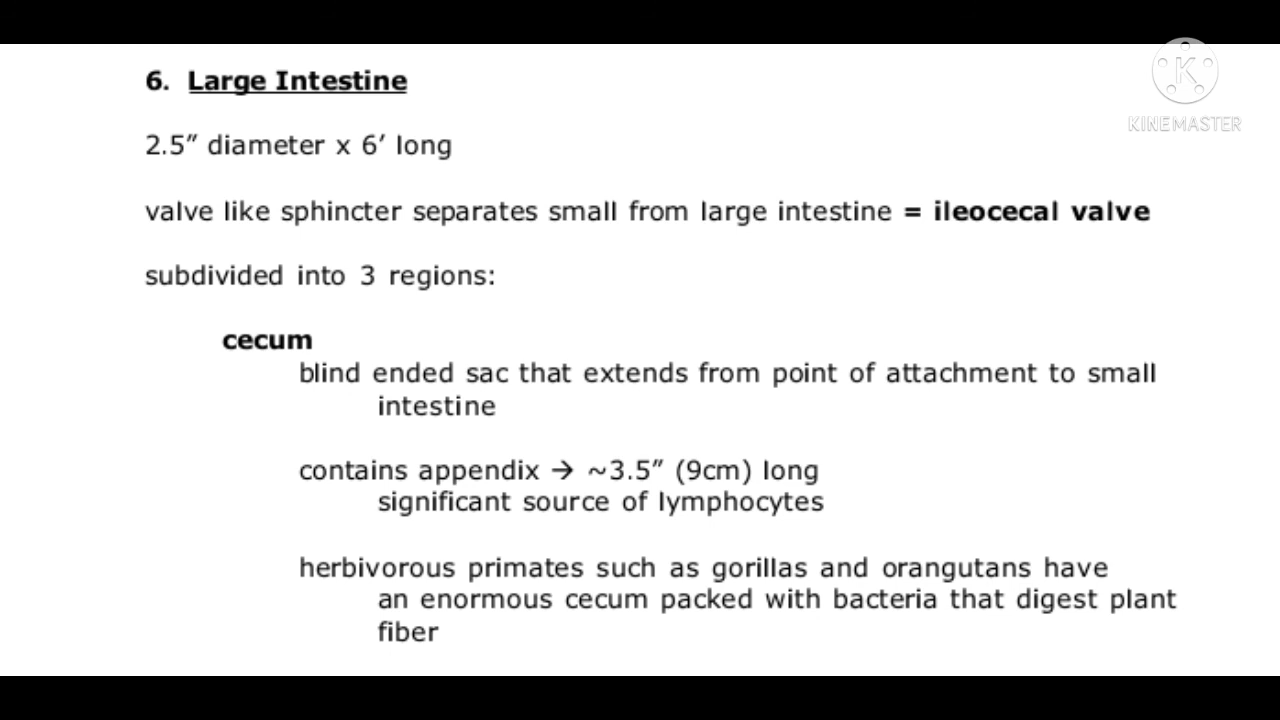 KINEMASTER
6. Large Intestine
2.5” diameter x 6’ long
valve like sphincter separates small from large intestine = ileocecal valve
subdivided into 3 regions:
cecum
blind ended sac that extends from point of attachment to small
intestine
contains appendix → ~3.5” (9cm) long
significant source of lymphocytes
herbivorous primates such as gorillas and orangutans have
an enormous cecum packed with bacteria that digest plant
fiber